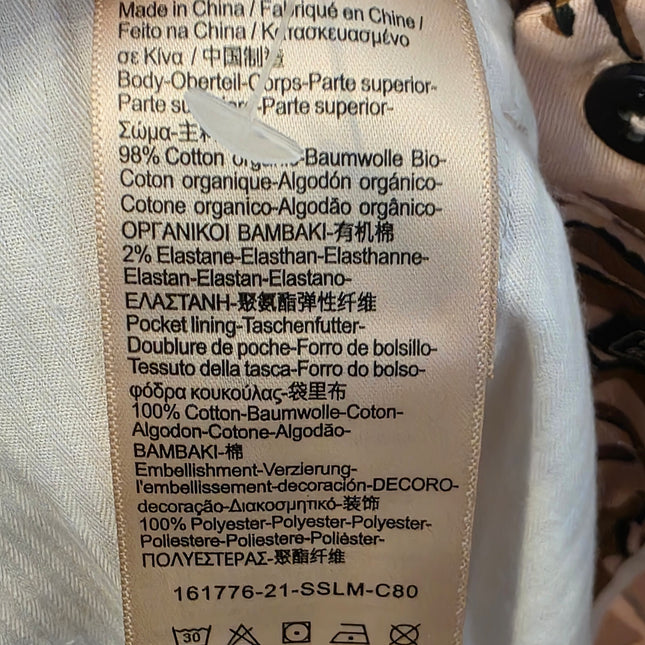 Made in China / Fabriqué en Chine /
Feito na China / Κατασκευασμένο
σε Κίνα / 中国制造
Body-Oberteil-Corps-Parte superior-
Parte -Parte superior-
Σώμα-主
98% Cotton organic-Baumwolle Bio-
Coton organique-Algodón orgánico-
Cotone organico-Algodão orgânico-
ΟΡΓΑΝΙΚΟΙ ΒΑΜΒΑΚΙ-有机棉
2% Elastane-Elasthan-Elasthanne-
Elastan-Elastan-Elastano-
ΕΛΑΣΤΑΝΗ-聚氨酯弹性纤维
Pocket lining-Taschenfutter-
Doublure de poche-Forro de bolsillo-
Tessuto della tasca-Forro do bolso-
φόδρα κουκούλας-袋里布
100% Cotton-Baumwolle-Coton-
Algodon-Cotone-Algodão-
ΒΑΜΒΑΚΙ-棉
Embellishment-Verzierung-
l'embellissement-decoración-DECORO-
decoração-Διακοσμητικό-装饰
100% Polyester-Polyester-Polyester-
Poliestere-Poliestere-Poliéster-
ΠΟΛΥΕΣΤΕΡΑΣ-聚酯纤维
161776-21-SSLM-C80
30